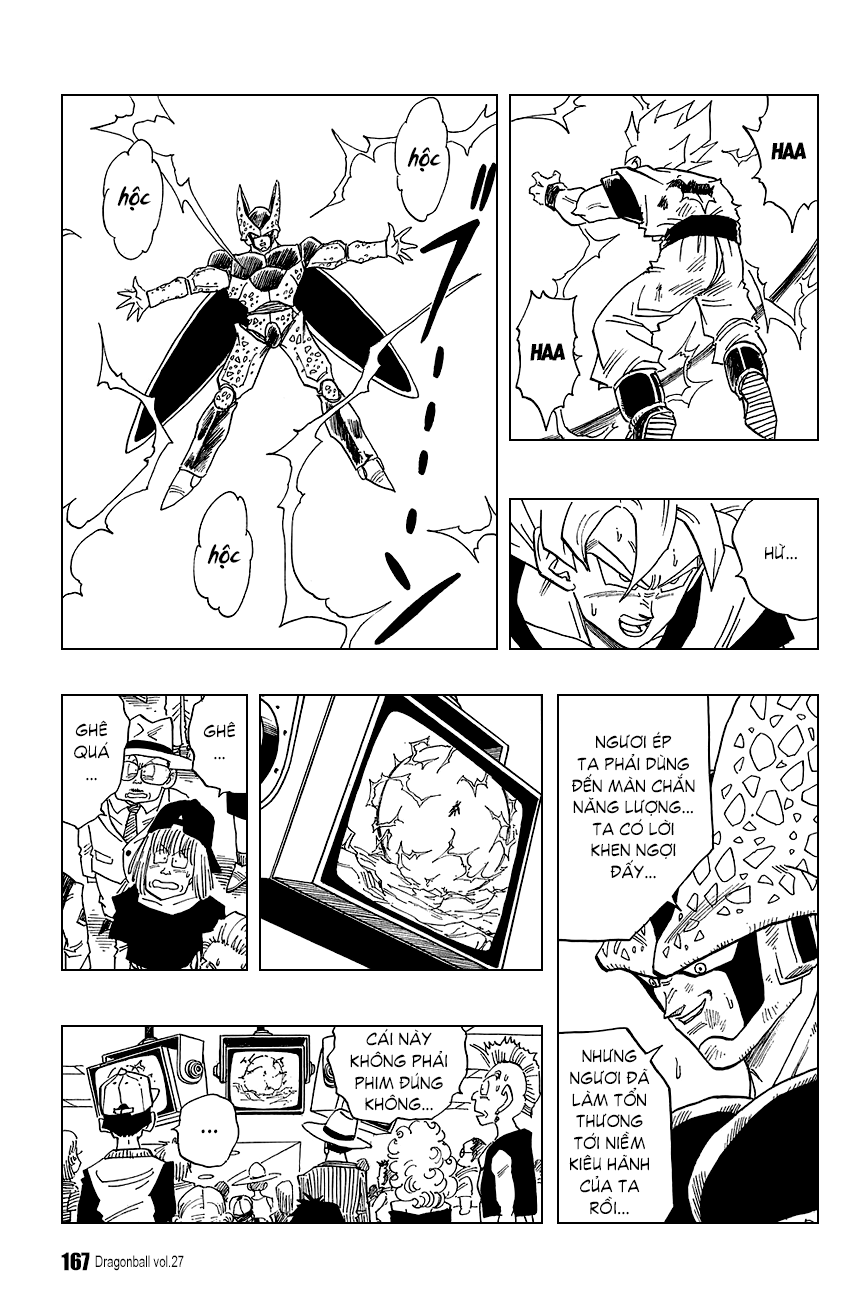 HAA
HAA
hộc
hộc
hộc
HỪ...
NGƯƠI ÉP
TA PHẢI DÙNG
ĐẾN MÀN CHẮN
NĂNG LƯỢNG...
TA CÓ LỜI
KHEN NGỢI
ĐẤY...
NHƯNG
NGƯƠI ĐÃ
LÀM TỔN
THƯƠNG
TỚI NIỀM
KIÊU HÃNH
CỦA TA
RỒI...
GHÊ
...
GHÊ
QUÁ
...
CÁI NÀY
KHÔNG PHẢI
PHIM ĐÚNG
KHÔNG...
...
167 Dragonball vol.27